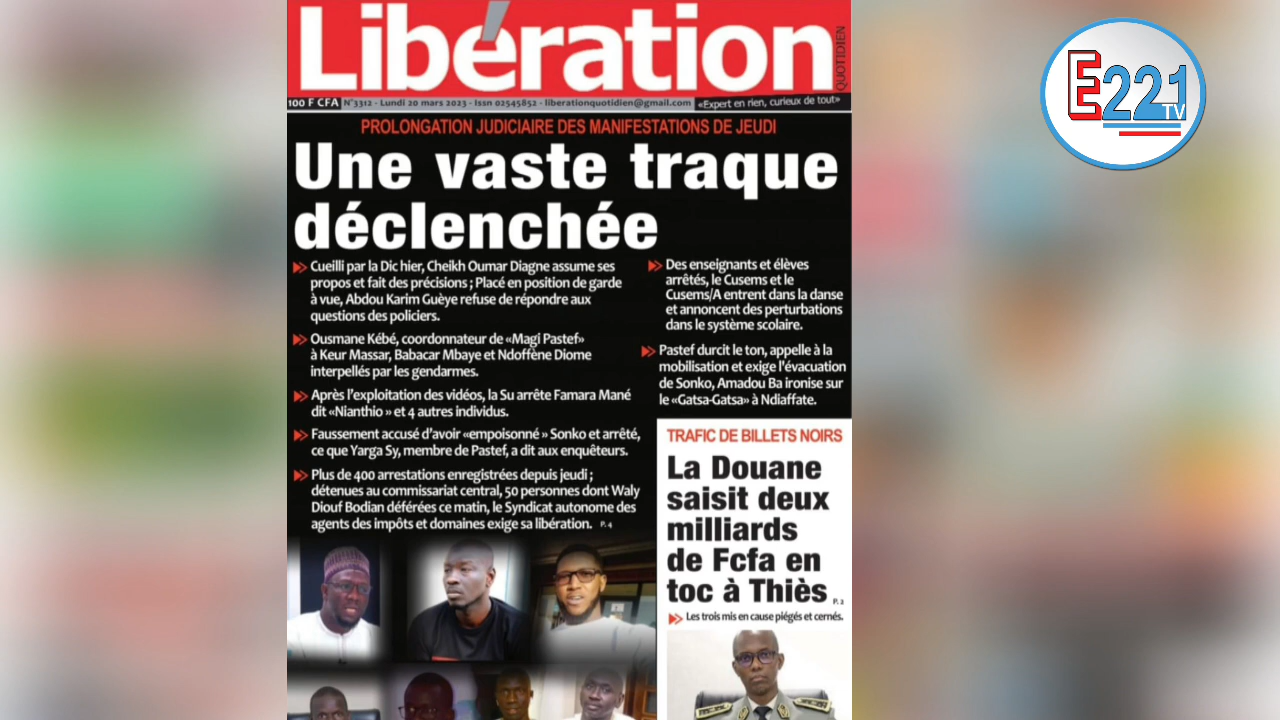 Libération
QUOTIDIEN
100 F CFA N°3312 - Lundi 20 mars 2023 - Issn 02545852 - liberationquotidien@gmail.com «Expert en rien, curieux de tout»
E221
TV
PROLONGATION JUDICIAIRE DES MANIFESTATIONS DE JEUDI
Une vaste traque
déclenchée
Cueilli par la Dic hier, Cheikh Oumar Diagne assume ses
propos et fait des précisions ; Placé en position de garde
à vue, Abdou Karim Guèye refuse de répondre aux
questions des policiers.
Ousmane Kébé, coordonnateur de «Magi Pastef»
à Keur Massar, Babacar Mbaye et Ndoffène Diome
interpellés par les gendarmes.
Après l'exploitation des vidéos, la Su arrête Famara Mané
dit «Nianthio » et 4 autres individus.
Faussement accusé d'avoir «empoisonné » Sonko et arrêté,
ce que Yarga Sy, membre de Pastef, a dit aux enquêteurs.
Plus de 400 arrestations enregistrées depuis jeudi ;
détenues au commissariat central, 50 personnes dont Waly
Diouf Bodian déférées ce matin, le Syndicat autonome des
agents des impôts et domaines exige sa libération. P. 4
Des enseignants et élèves
arrêtés, le Cusems et le
Cusems/A entrent dans la danse
et annoncent des perturbations
dans le système scolaire.
Pastef durcit le ton, appelle à la
mobilisation et exige l'évacuation
de Sonko, Amadou Ba ironise sur
le «Gatsa-Gatsa» à Ndiaffate.
TRAFIC DE BILLETS NOIRS
La Douane
saisit deux
milliards
de Fcfa en
toc à Thiès P. 2
Les trois mis en cause piégés et cernés.